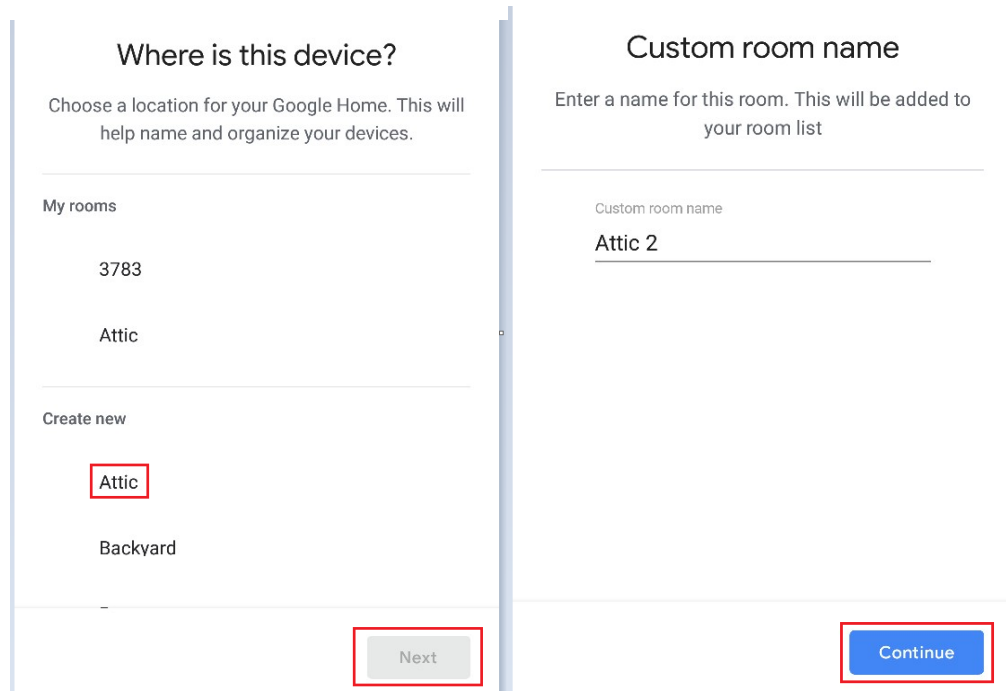 Where is this device?
Choose a location for your Google Home. This will
help name and organize your devices.
My rooms
3783
Attic
Create new
Attic
Backyard
Next
Custom room name
Enter a name for this room. This will be added to
your room list
Custom room name
Attic 2
Continue